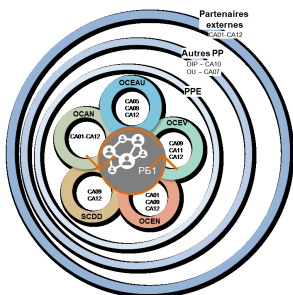 Partenaires
externes
CA01-CA12
Autres PP
DIP – CA10
OU – CA07
PPE
OCEAU
CA05
CA09
CA12
OCAN
CA01-CA12
OCEV
CA09
CA11
CA12
РБ1
CA09
CA12
SCDD
CA01
CA09
CA12
OCEN